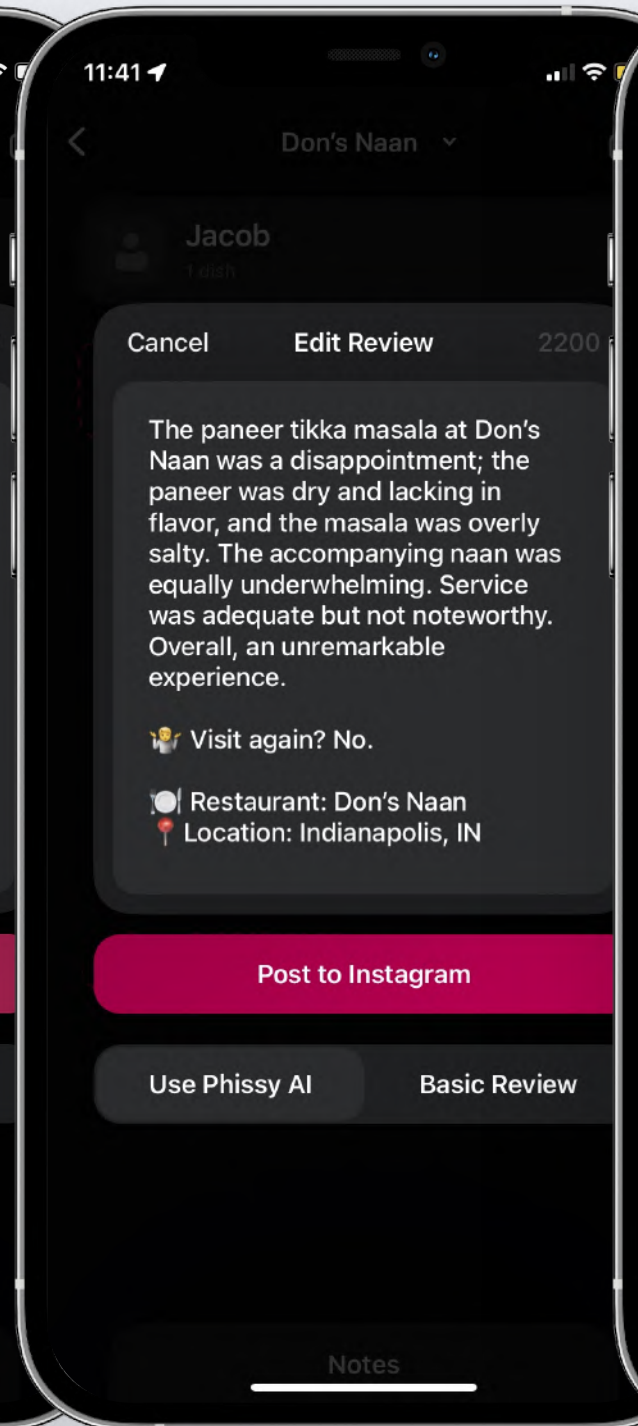 11:41
Don's Naan
Jacob
1 dish
Cancel Edit Review 2200
The paneer tikka masala at Don's
Naan was a disappointment; the
paneer was dry and lacking in
flavor, and the masala was overly
salty. The accompanying naan was
equally underwhelming. Service
was adequate but not noteworthy.
Overall, an unremarkable
experience.
🤷 Visit again? No.
🍽️ Restaurant: Don's Naan
📍 Location: Indianapolis, IN
Post to Instagram
Use Phissy AI Basic Review
Notes